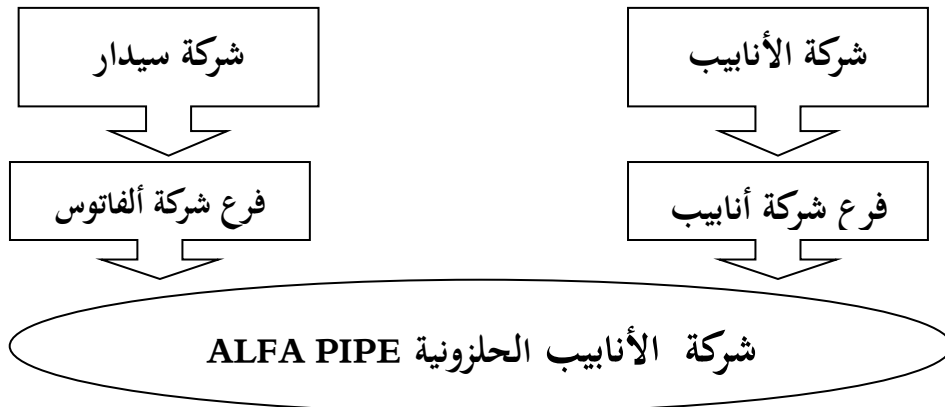 شركة الأنابيب
شركة سيدار
فرع شركة أنابيب
فرع شركة ألفاتوس
شركة الأنابيب الحلزونية ALFA PIPE